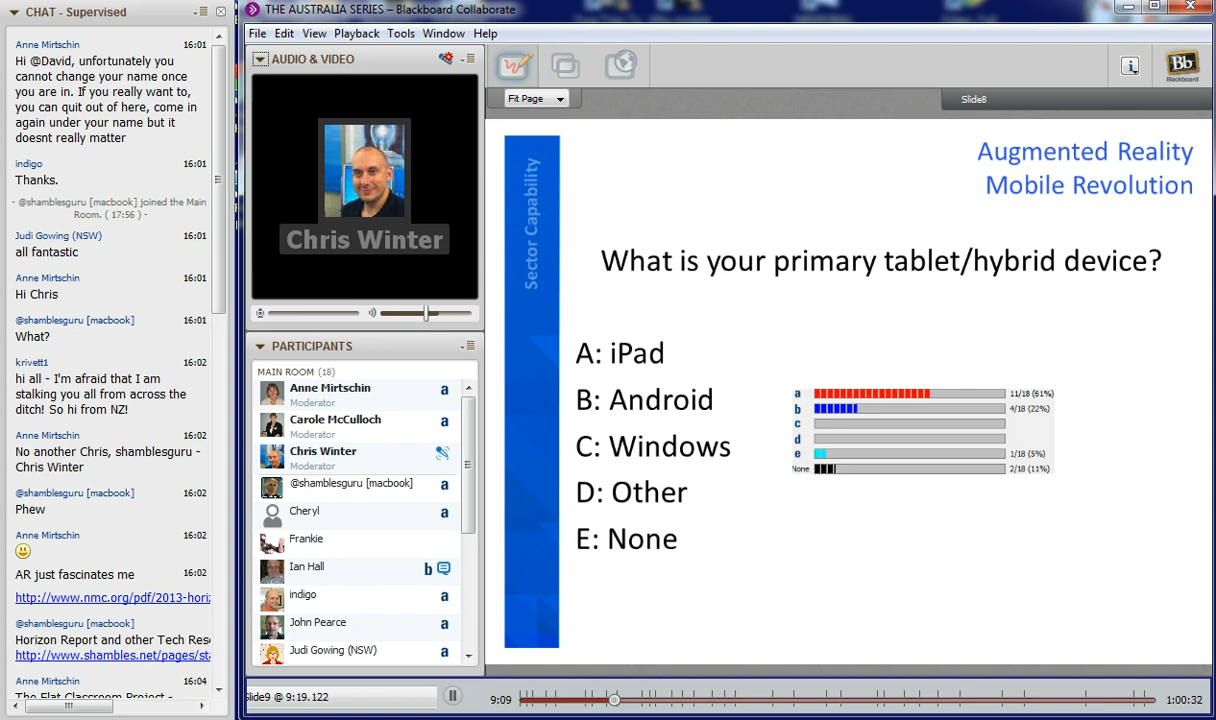 CHAT - Supervised
Anne Mirtschin 16:01
Hi @David, unfortunately you
cannot change your name once
you are in. If you really want to,
you can quit out of here, come in
again under your name but it
doesnt really matter
indigo 16:01
Thanks.
- @shamblesguru [macbook] joined the Main
Room. ( 17:56 ) -
Judi Gowing (NSW) 16:01
all fantastic
Anne Mirtschin 16:01
Hi Chris
@shamblesguru [macbook] 16:01
What?
krivett1 16:02
hi all - I'm afraid that I am
stalking you all from across the
ditch! So hi from NZ!
Anne Mirtschin 16:02
No another Chris, shamblesguru -
Chris Winter
@shamblesguru [macbook] 16:02
Phew
Anne Mirtschin 16:02
AR just fascinates me 16:02
http://www.nmc.org/pdf/2013-hori
@shamblesguru [macbook]
Horizon Report and other Tech Res
http://www.shambles.net/pages/sta
Anne Mirtschin 16:04
The Flat Classroom Project -
THE AUSTRALIA SERIES – Blackboard Collaborate
File Edit View Playback Tools Window Help
AUDIO & VIDEO
Chris Winter
PARTICIPANTS
MAIN ROOM (18)
Anne Mirtschin a
Moderator
Carole McCulloch a
Moderator
Chris Winter
Moderator
@shamblesguru [macbook] a
Cheryl a
Frankie
Ian Hall b
indigo a
John Pearce a
Judi Gowing (NSW) a
Slide9 @ 9:19.122
Fit Page
Slide8
i
Bb
Blackboard
Sector Capability
Augmented Reality
Mobile Revolution
What is your primary tablet/hybrid device?
A: iPad
B: Android
C: Windows
D: Other
E: None
a 11/18 (61%)
b 4/18 (22%)
c
d
e 1/18 (5%)
None 2/18 (11%)
9:09 1:00:32